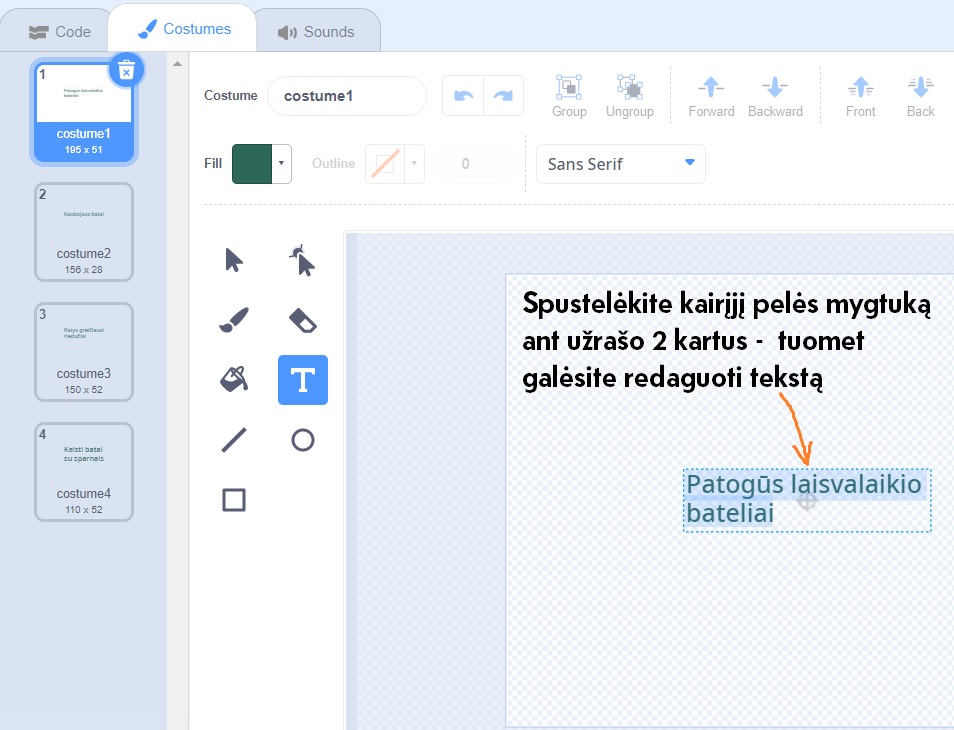 Code
Costumes
Sounds
1
Patogūs laisvalaikio
bateliai
costume1
195 x 51
2
Kaubojaus batai
costume2
156 x 28
3
Patys greičiausi
riedučiai
costume3
150 x 52
4
Keisti batai
su sparnais
costume4
110 x 52
Costume
costume1
Group
Ungroup
Forward
Backward
Front
Back
Fill
Outline
0
Sans Serif
T
Spustelėkite kairįjį pelės mygtuką
ant užrašo 2 kartus - tuomet
galėsite redaguoti tekstą
Patogūs laisvalaikio
bateliai